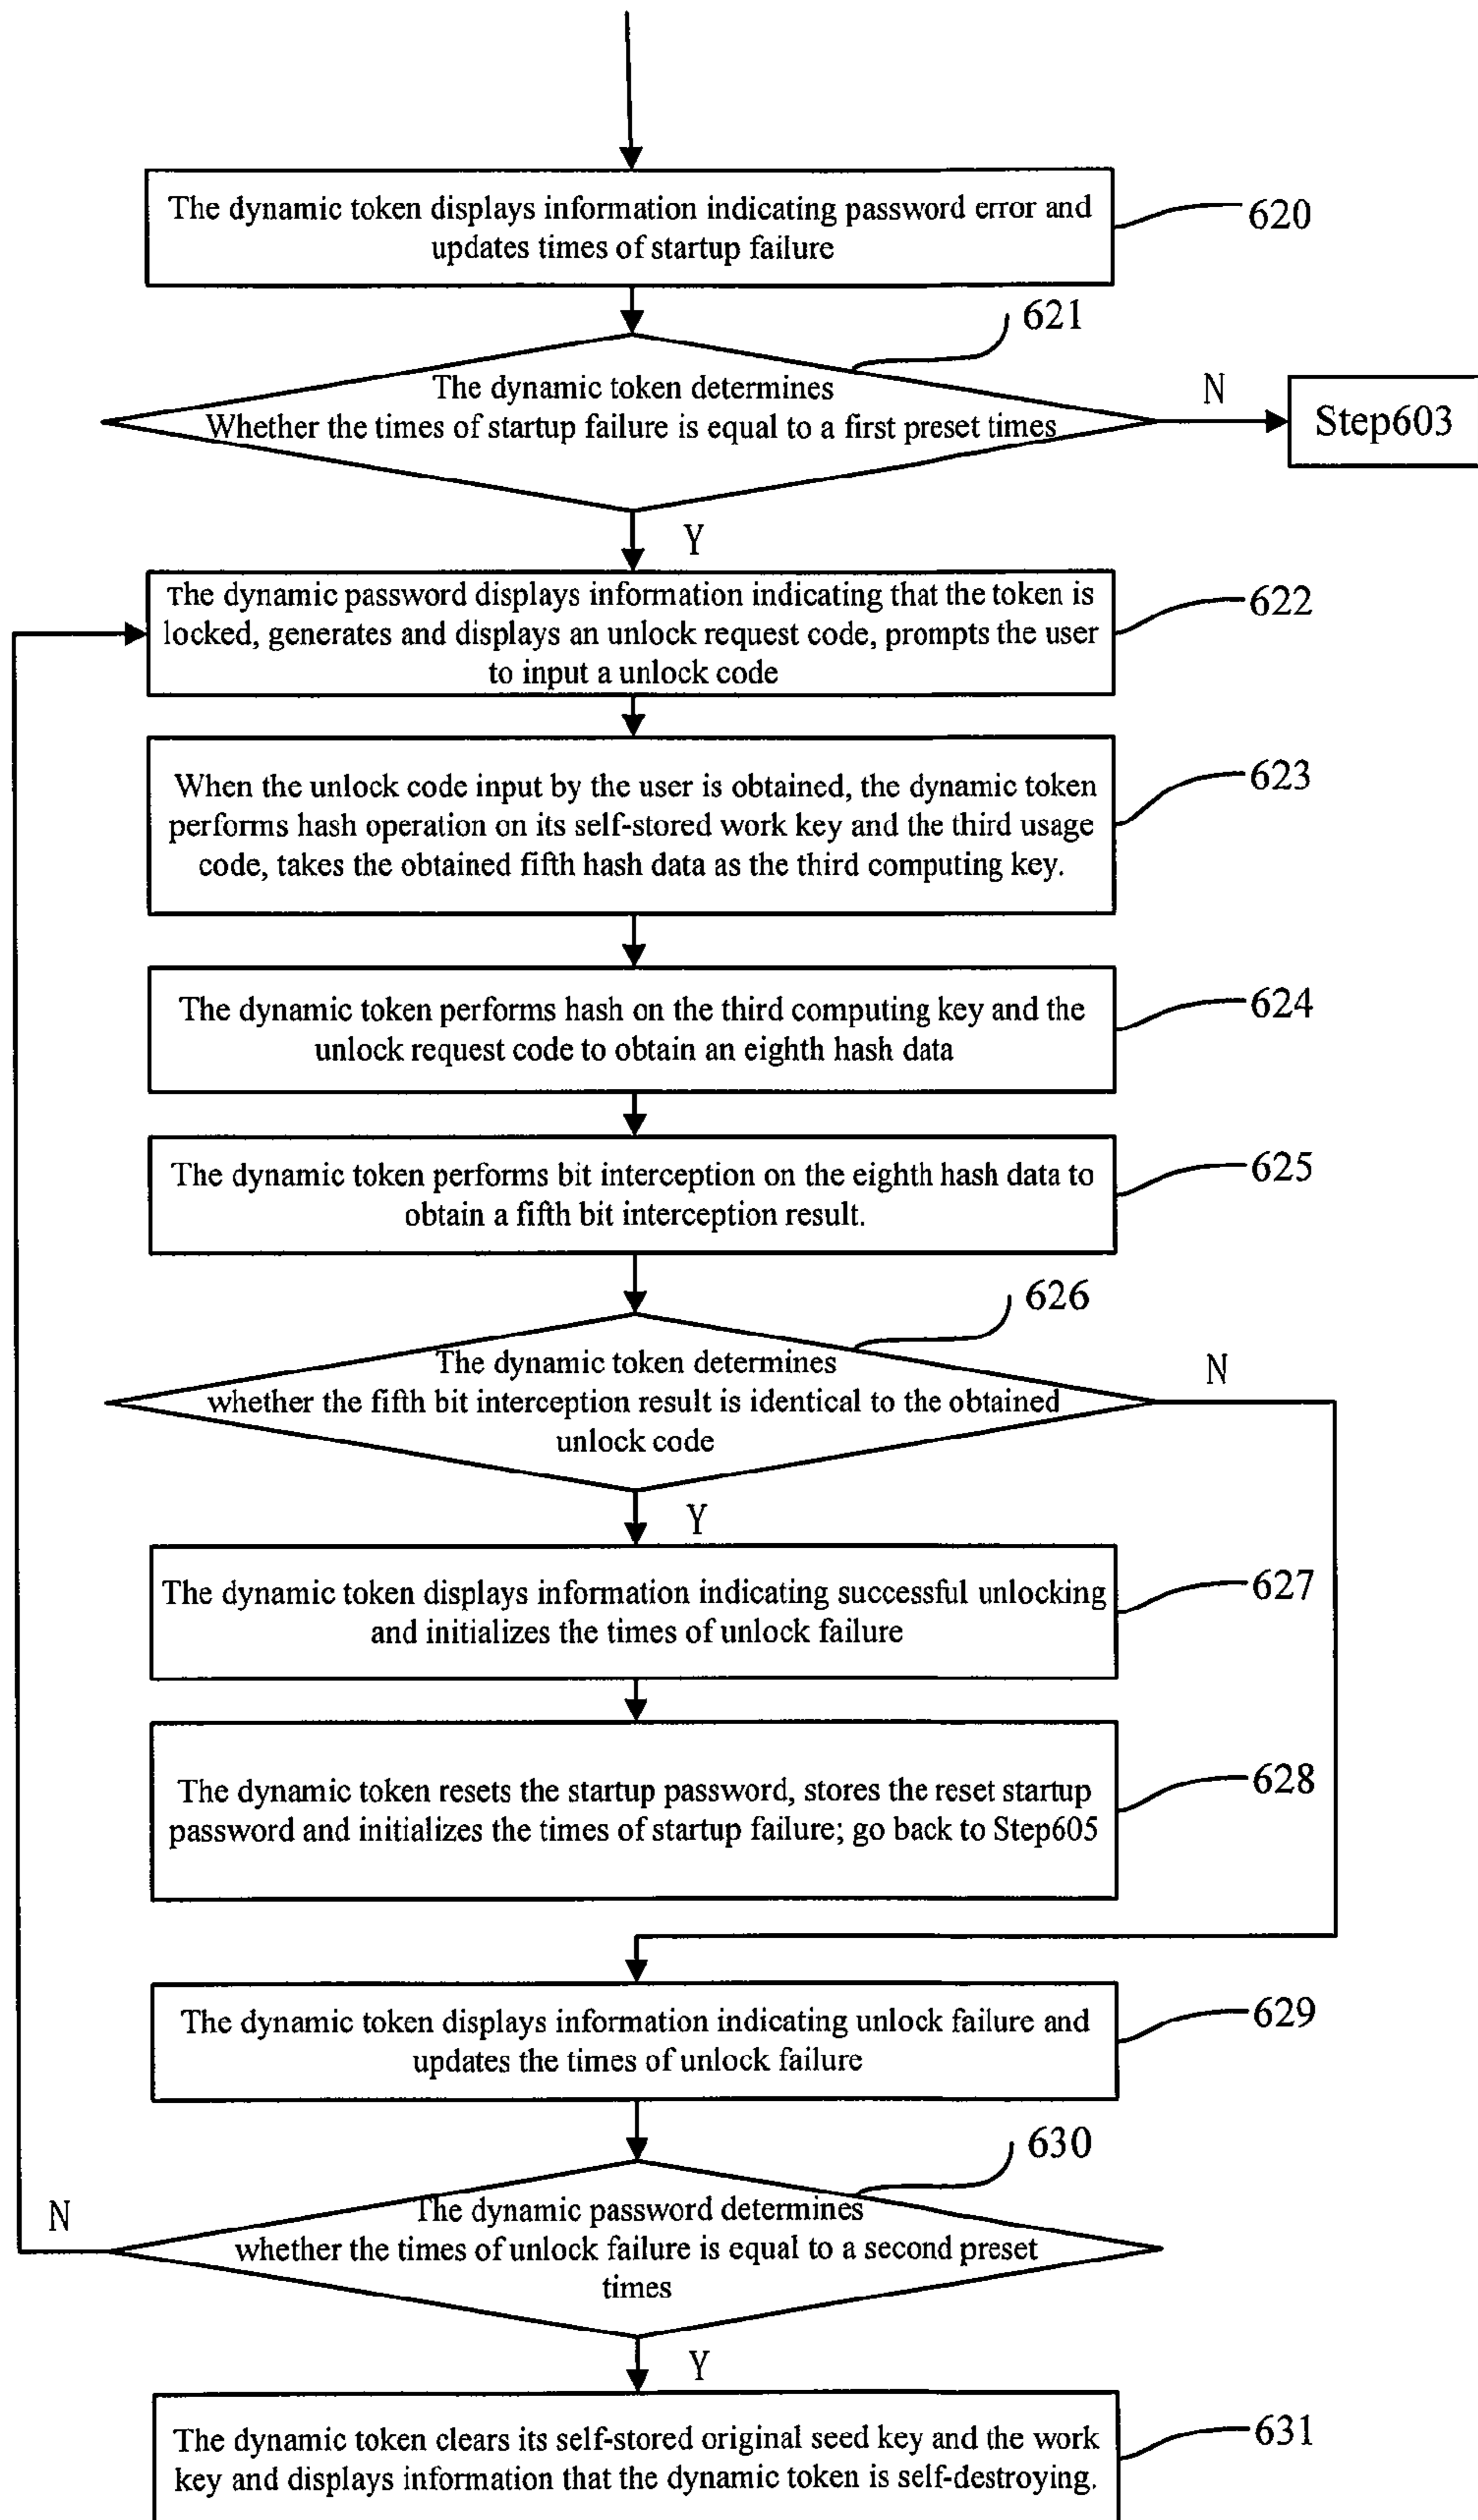 The dynamic token displays information indicating password error and
updates times of startup failure
620
621
The dynamic token determines
Whether the times of startup failure is equal to a first preset times
N
Step603
Y
The dynamic password displays information indicating that the token is
locked, generates and displays an unlock request code, prompts the user
to input a unlock code
622
When the unlock code input by the user is obtained, the dynamic token
performs hash operation on its self-stored work key and the third usage
code, takes the obtained fifth hash data as the third computing key.
623
The dynamic token performs hash on the third computing key and the
unlock request code to obtain an eighth hash data
624
The dynamic token performs bit interception on the eighth hash data to
obtain a fifth bit interception result.
625
626
The dynamic token determines
whether the fifth bit interception result is identical to the obtained
unlock code
N
Y
The dynamic token displays information indicating successful unlocking
and initializes the times of unlock failure
627
The dynamic token resets the startup password, stores the reset startup
password and initializes the times of startup failure; go back to Step605
628
The dynamic token displays information indicating unlock failure and
updates the times of unlock failure
629
630
The dynamic password determines
whether the times of unlock failure is equal to a second preset
times
N
Y
The dynamic token clears its self-stored original seed key and the work
key and displays information that the dynamic token is self-destroying.
631